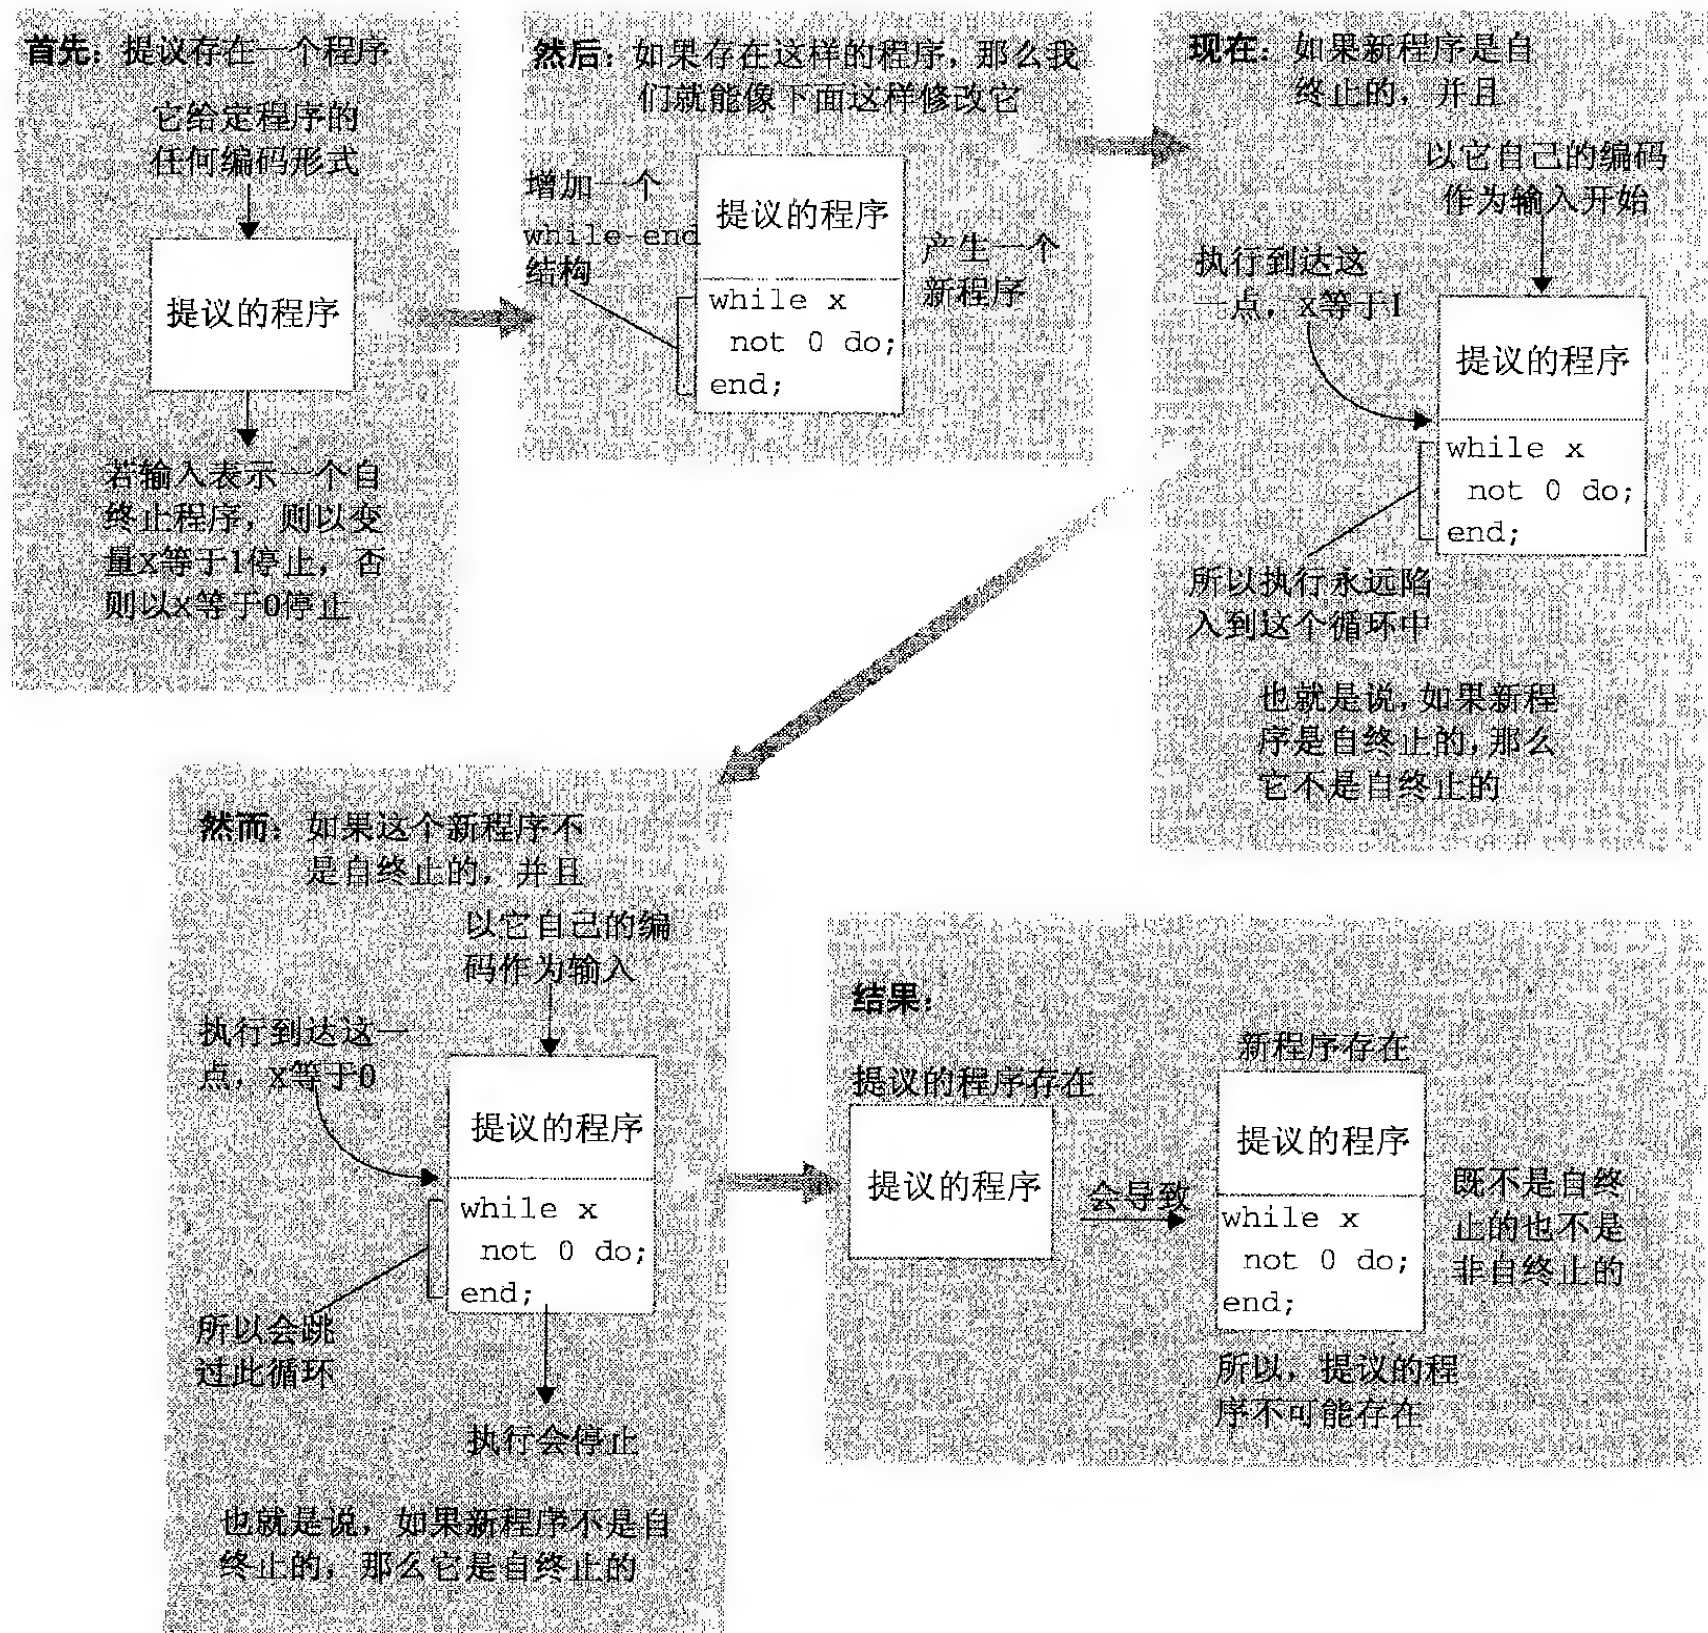 首先：提议存在一个程序
它给定程序的
任何编码形式
提议的程序
若输入表示一个自
终止程序，则以变
量x等于1停止，否
则以x等于0停止
然后：如果存在这样的程序，那么我
们就能像下面这样修改它
增加一个
while-end
结构
提议的程序
while x
not 0 do;
end;
产生一个
新程序
现在：如果新程序是自
终止的，并且
以它自己的编码
作为输入开始
执行到达这
一点，x等于1
提议的程序
while x
not 0 do;
end;
所以执行永远陷
入到这个循环中
也就是说，如果新程
序是自终止的，那么
它不是自终止的
然而：如果这个新程序不
是自终止的，并且
以它自己的编
码作为输入
执行到达这一
点，x等于0
提议的程序
while x
not 0 do;
end;
所以会跳
过此循环
执行会停止
也就是说，如果新程序不是自
终止的，那么它是自终止的
结果：
提议的程序存在
提议的程序
会导致
新程序存在
提议的程序
while x
not 0 do;
end;
既不是自终
止的也不是
非自终止的
所以，提议的程
序不可能存在